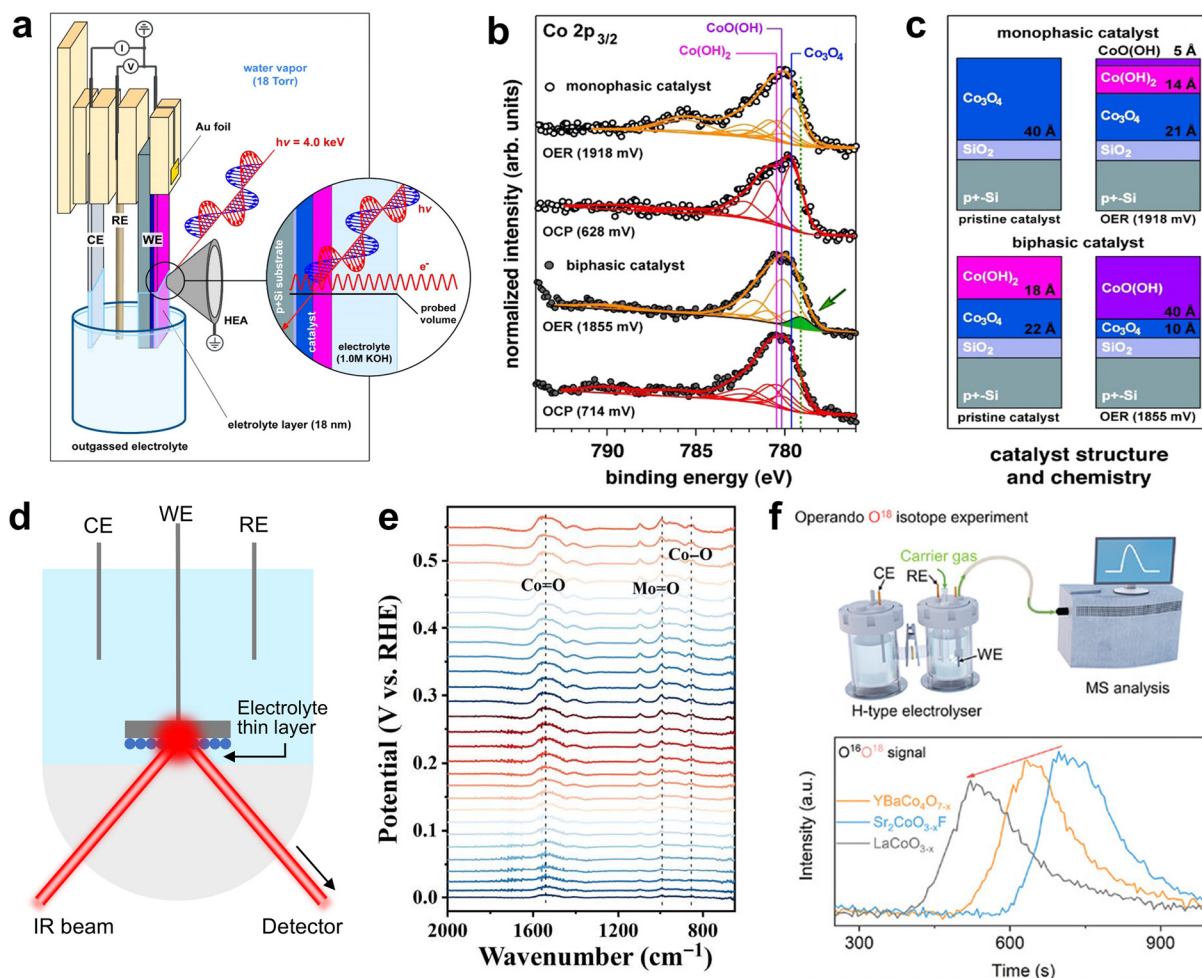 a
I
V
water vapor
(18 Torr)
Au foil
hν = 4.0 keV
RE
CE
WE
hν
e-
p+Si substrate
catalyst
probed
volume
electrolyte
(1.0M KOH)
HEA
eletrolyte layer (18 nm)
outgassed electrolyte
b
Co 2p3/2
CoO(OH)
Co(OH)2
Co3O4
monophasic catalyst
OER (1918 mV)
OCP (628 mV)
biphasic catalyst
OER (1855 mV)
OCP (714 mV)
normalized intensity (arb. units)
790 785 780
binding energy (eV)
c
monophasic catalyst
CoO(OH) 5 Å
Co(OH)2
14 Å
Co3O4
Co3O4
40 Å
21 Å
SiO2
SiO2
p+-Si
p+-Si
pristine catalyst
OER (1918 mV)
biphasic catalyst
Co(OH)2
18 Å
CoO(OH)
40 Å
Co3O4
22 Å
Co3O4
10 Å
SiO2
SiO2
p+-Si
p+-Si
pristine catalyst
OER (1855 mV)
catalyst structure
and chemistry
d
CE
WE
RE
Electrolyte
thin layer
IR beam
Detector
e
Co=O
Mo=O
Co–O
0.5
0.4
0.3
0.2
0.1
0.0
Potential (V vs. RHE)
2000 1600 1200 800
Wavenumber (cm−1)
f
Operando O18 isotope experiment
Carrier gas
CE
RE
WE
H-type electrolyser
MS analysis
O16O18 signal
YBaCo4O7-x
Sr2CoO3-xF
LaCoO3-x
Intensity (a.u.)
300 600 900
Time (s)